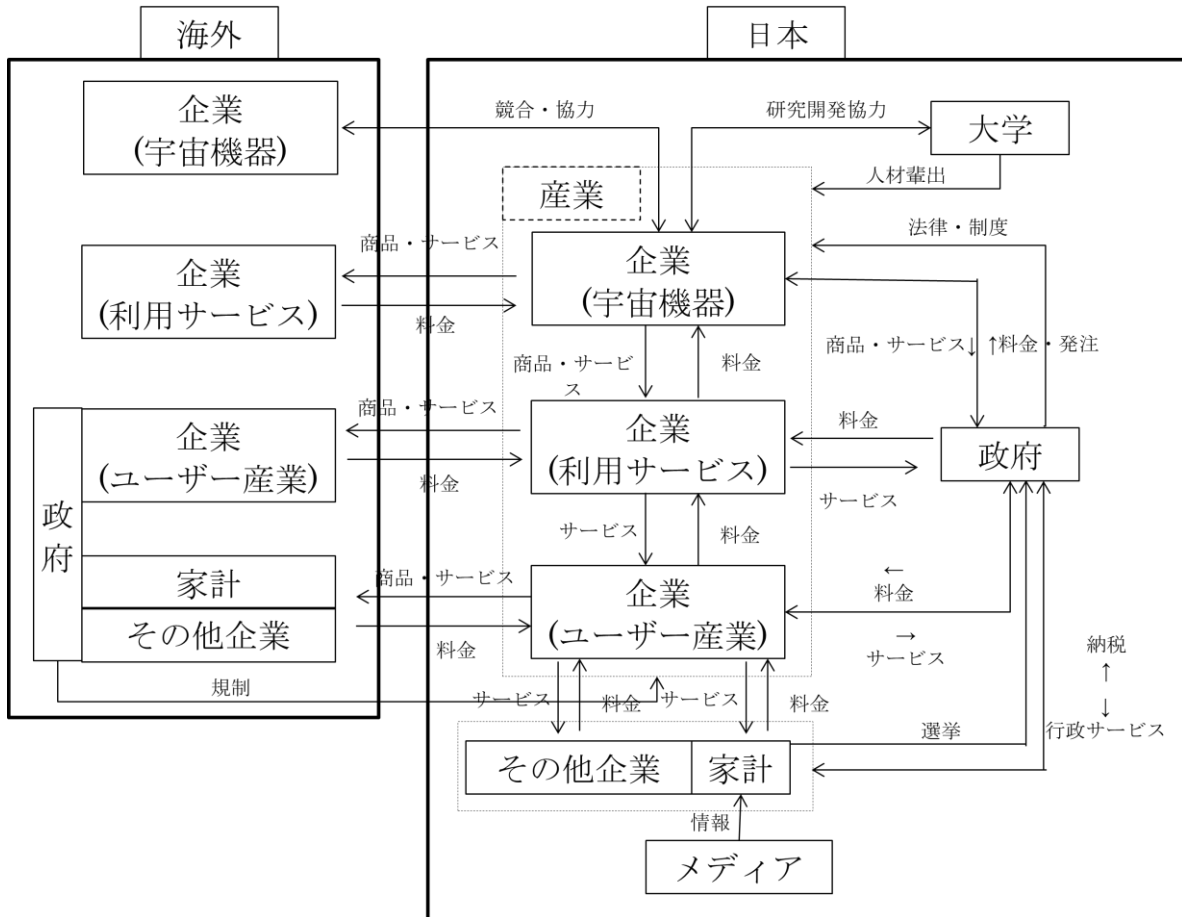 海外
日本
企業
(宇宙機器)
競合・協力
研究開発協力
大学
人材輩出
産業
法律・制度
商品・サービス
企業
(利用サービス)
料金
企業
(宇宙機器)
商品・サービス↓ ↑料金・発注
商品・サービ
ス
料金
商品・サービス
企業
(ユーザー産業)
料金
企業
(利用サービス)
料金
サービス
政府
政府
サービス
料金
家計
その他企業
商品・サービス
料金
企業
(ユーザー産業)
←
料金
→
サービス
規制
サービス
料金
サービス
料金
納税
↑
↓
行政サービス
選挙
その他企業
家計
情報
メディア